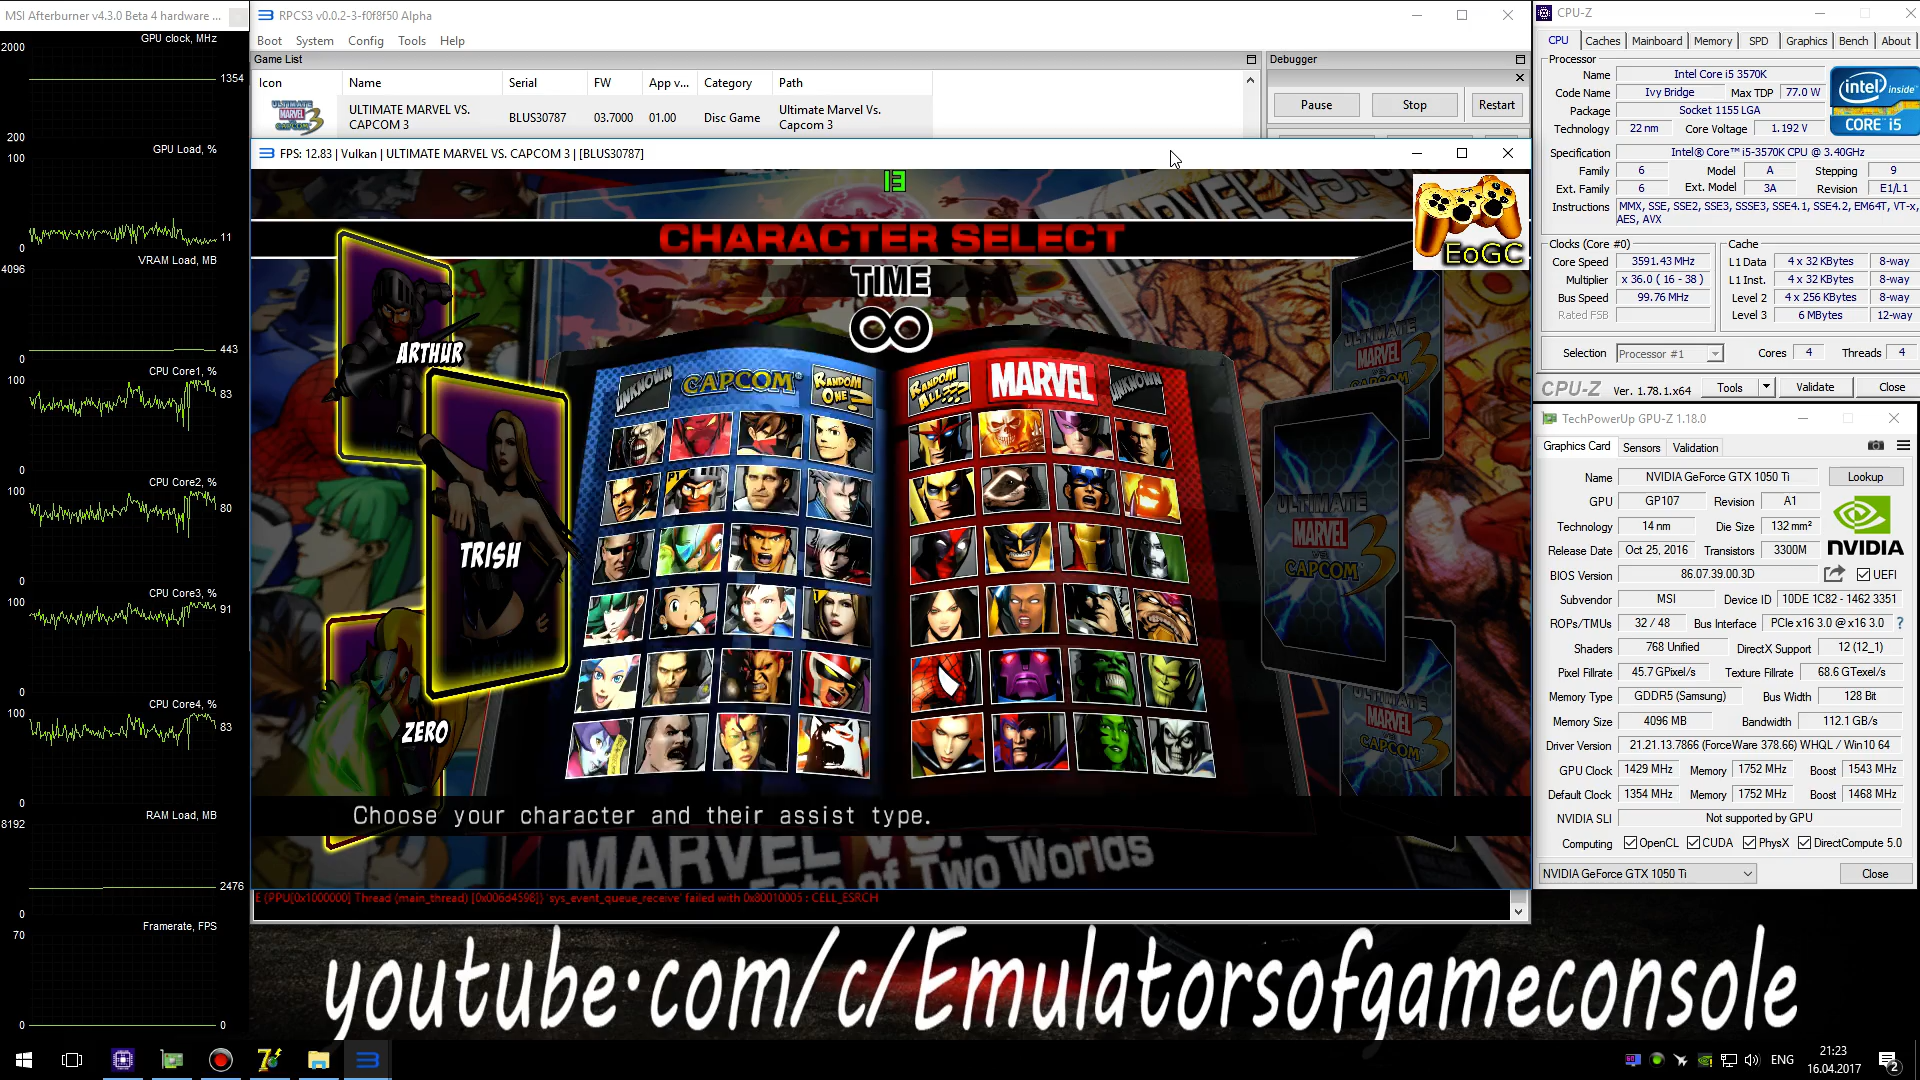 MSI Afterburner v4.3.0 Beta 4 hardware ...
GPU clock, MHz
2000
1354
200
GPU Load, %
100
11
0
VRAM Load, MB
4096
443
0
CPU Core1, %
100
83
0
CPU Core2, %
100
80
0
CPU Core3, %
100
91
0
CPU Core4, %
100
83
0
RAM Load, MB
8192
2476
0
Framerate, FPS
70
0
0
RPCS3 v0.0.2-3-f0f8f50 Alpha
Boot System Config Tools Help
Game List
Icon Name Serial FW App v... Category Path
ULTIMATE MARVEL VS. CAPCOM 3 BLUS30787 03.7000 01.00 Disc Game Ultimate Marvel Vs. Capcom 3
Debugger
Pause Stop Restart
FPS: 12.83 | Vulkan | ULTIMATE MARVEL VS. CAPCOM 3 | [BLUS30787]
13
EoGC
CHARACTER SELECT
TIME
∞
ARTHUR
TRISH
ZERO
UNKNOWN CAPCOM RANDOM ONE?
RANDOM ALL??? MARVEL UNKNOWN
ULTIMATE MARVEL VS. CAPCOM 3
Choose your character and their assist type.
Fate of Two Worlds
E {PPU[0x1000000] Thread (main_thread) [0x006d4598]} 'sys_event_queue_receive' failed with 0x80010005 : CELL_ESRCH
youtube.com/c/Emulatorsofgameconsole
CPU-Z
CPU Caches Mainboard Memory SPD Graphics Bench About
Processor
Name Intel Core i5 3570K
Code Name Ivy Bridge Max TDP 77.0 W
Package Socket 1155 LGA
Technology 22 nm Core Voltage 1.192 V
intel inside
CORE i5
Specification Intel® Core™ i5-3570K CPU @ 3.40GHz
Family 6 Model A Stepping 9
Ext. Family 6 Ext. Model 3A Revision E1/L1
Instructions MMX, SSE, SSE2, SSE3, SSSE3, SSE4.1, SSE4.2, EM64T, VT-x, AES, AVX
Clocks (Core #0)
Core Speed 3591.43 MHz
Multiplier x 36.0 ( 16 - 38 )
Bus Speed 99.76 MHz
Rated FSB
Cache
L1 Data 4 x 32 KBytes 8-way
L1 Inst. 4 x 32 KBytes 8-way
Level 2 4 x 256 KBytes 8-way
Level 3 6 MBytes 12-way
Selection Processor #1 Cores 4 Threads 4
CPU-Z Ver. 1.78.1.x64 Tools Validate Close
TechPowerUp GPU-Z 1.18.0
Graphics Card Sensors Validation
Name NVIDIA GeForce GTX 1050 Ti Lookup
GPU GP107 Revision A1
Technology 14 nm Die Size 132 mm²
Release Date Oct 25, 2016 Transistors 3300M
NVIDIA
BIOS Version 86.07.39.00.3D UEFI
Subvendor MSI Device ID 10DE 1C82 - 1462 3351
ROPs/TMUs 32 / 48 Bus Interface PCIe x16 3.0 @ x16 3.0 ?
Shaders 768 Unified DirectX Support 12 (12_1)
Pixel Fillrate 45.7 GPixel/s Texture Fillrate 68.6 GTexel/s
Memory Type GDDR5 (Samsung) Bus Width 128 Bit
Memory Size 4096 MB Bandwidth 112.1 GB/s
Driver Version 21.21.13.7866 (ForceWare 378.66) WHQL / Win10 64
GPU Clock 1429 MHz Memory 1752 MHz Boost 1543 MHz
Default Clock 1354 MHz Memory 1752 MHz Boost 1468 MHz
NVIDIA SLI Not supported by GPU
Computing OpenCL CUDA PhysX DirectCompute 5.0
NVIDIA GeForce GTX 1050 Ti Close
ENG
21:23
16.04.2017
2